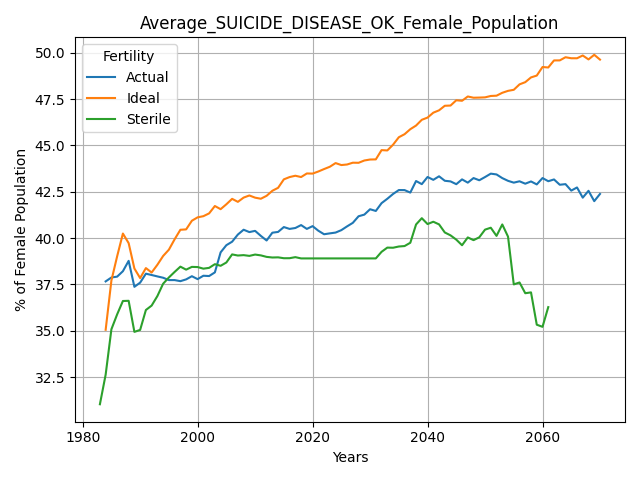 Average_SUICIDE_DISEASE_OK_Female_Population
Fertility
Actual
Ideal
Sterile
% of Female Population
50.0
47.5
45.0
42.5
40.0
37.5
35.0
32.5
1980
2000
2020
2040
2060
Years